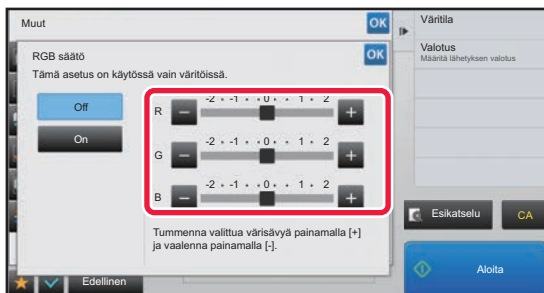 Muut
OK
RGB säätö
OK
Tämä asetus on käytössä vain väritöissä.
Off
On
R
-2 -1 0 1 2
G
-2 -1 0 1 2
B
-2 -1 0 1 2
Tummenna valittua värisävyä painamalla [+]
ja vaalenna painamalla [-].
Edellinen
Väritila
Valotus
Määritä lähetyksen valotus
Esikatselu
CA
Aloita